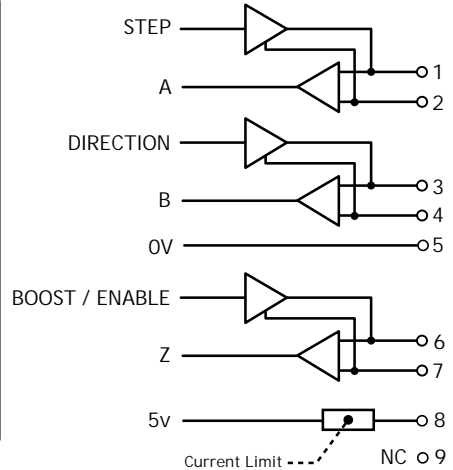 STEP
1
A
2
DIRECTION
3
B
4
0V
5
BOOST / ENABLE
6
Z
7
5v
8
Current Limit
NC 9